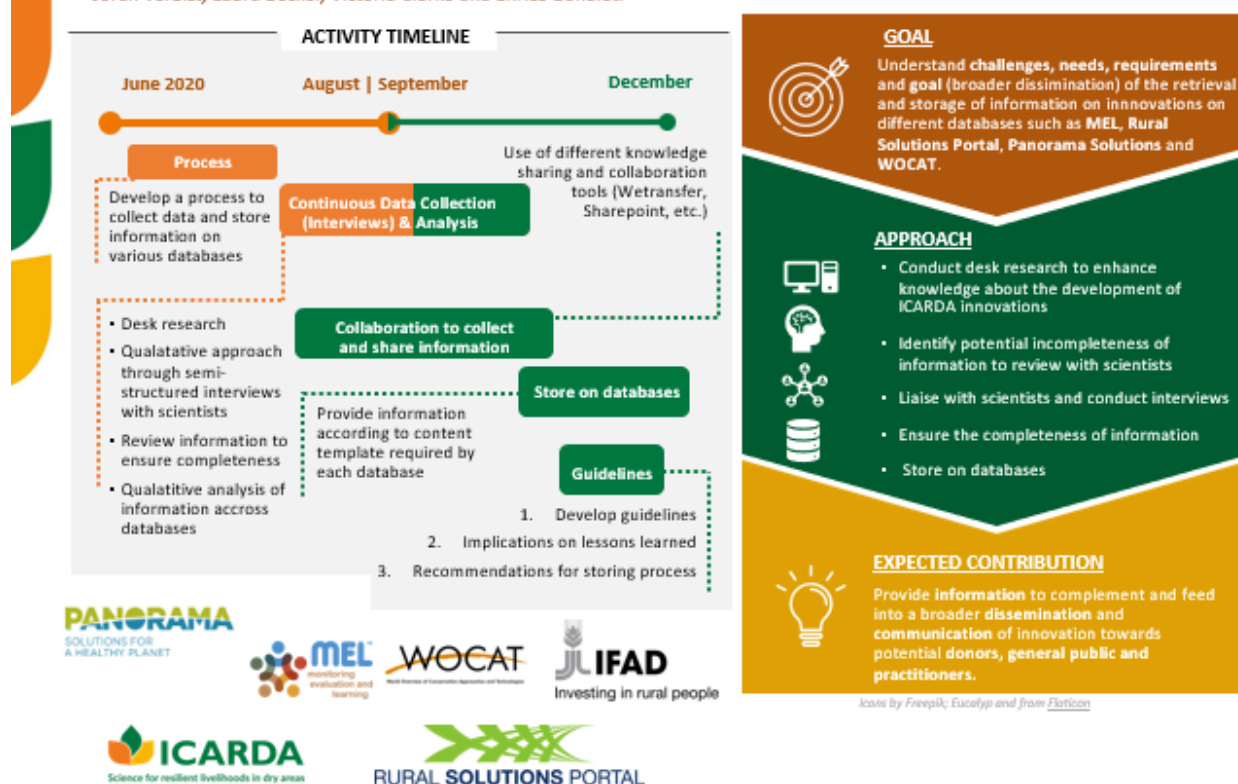 ACTIVITY TIMELINE
June 2020
August | September
December
Process
Develop a process to
collect data and store
information on
various databases
Continuous Data Collection
(Interviews) & Analysis
Use of different knowledge
sharing and collaboration
tools (Wetransfer,
Sharepoint, etc.)
▪ Desk research
▪ Qualatative approach
through semi-
structured interviews
with scientists
▪ Review information to
ensure completeness
▪ Qualatitive analysis of
information accross
databases
Collaboration to collect
and share information
Store on databases
Provide information
according to content
template required by
each database
Guidelines
1. Develop guidelines
2. Implications on lessons learned
3. Recommendations for storing process
GOAL
Understand challenges, needs, requirements
and goal (broader dissimination) of the retrieval
and storage of information on innnovations on
different databases such as MEL, Rural
Solutions Portal, Panorama Solutions and
WOCAT.
APPROACH
• Conduct desk research to enhance
knowledge about the development of
ICARDA innovations
• Identify potential incompleteness of
information to review with scientists
• Liaise with scientists and conduct interviews
• Ensure the completeness of information
• Store on databases
EXPECTED CONTRIBUTION
Provide information to complement and feed
into a broader dissemination and
communication of innovation towards
potential donors, general public and
practitioners.
Icons by Freepik; Eucalyp and from Flaticon
PANORAMA
SOLUTIONS FOR
A HEALTHY PLANET
MEL™
monitoring
evaluation and
learning
WOCAT
World Overview of Conservation Approaches and Technologies
IFAD
Investing in rural people
ICARDA
Science for resilient livelihoods in dry areas
RURAL SOLUTIONS PORTAL